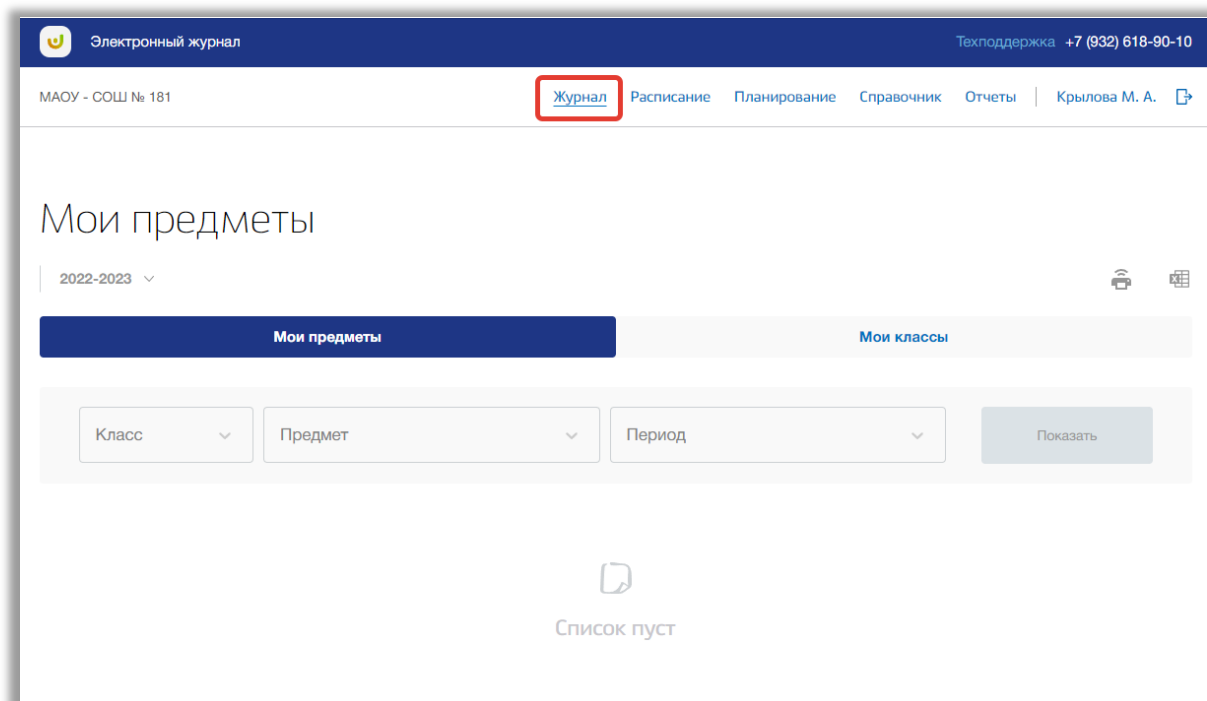 Электронный журнал Техподдержка +7 (932) 618-90-10
МАОУ - СОШ № 181 Журнал Расписание Планирование Справочник Отчеты Крылова М. А.
Мои предметы
2022-2023
Мои предметы Мои классы
Класс Предмет Период Показать
Список пуст